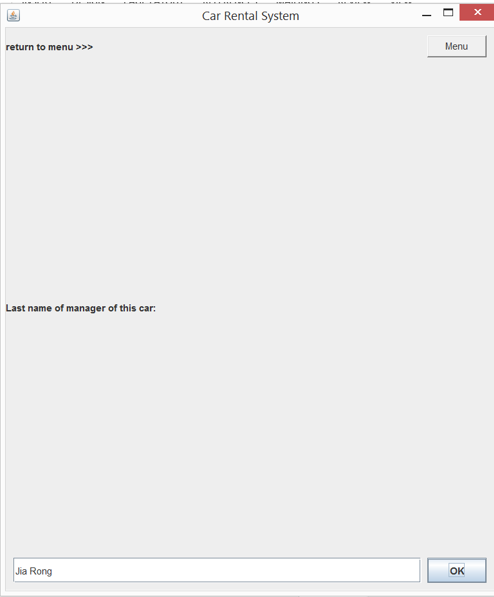 Car Rental System
return to menu >>>
Menu
Last name of manager of this car:
Jia Rong
OK